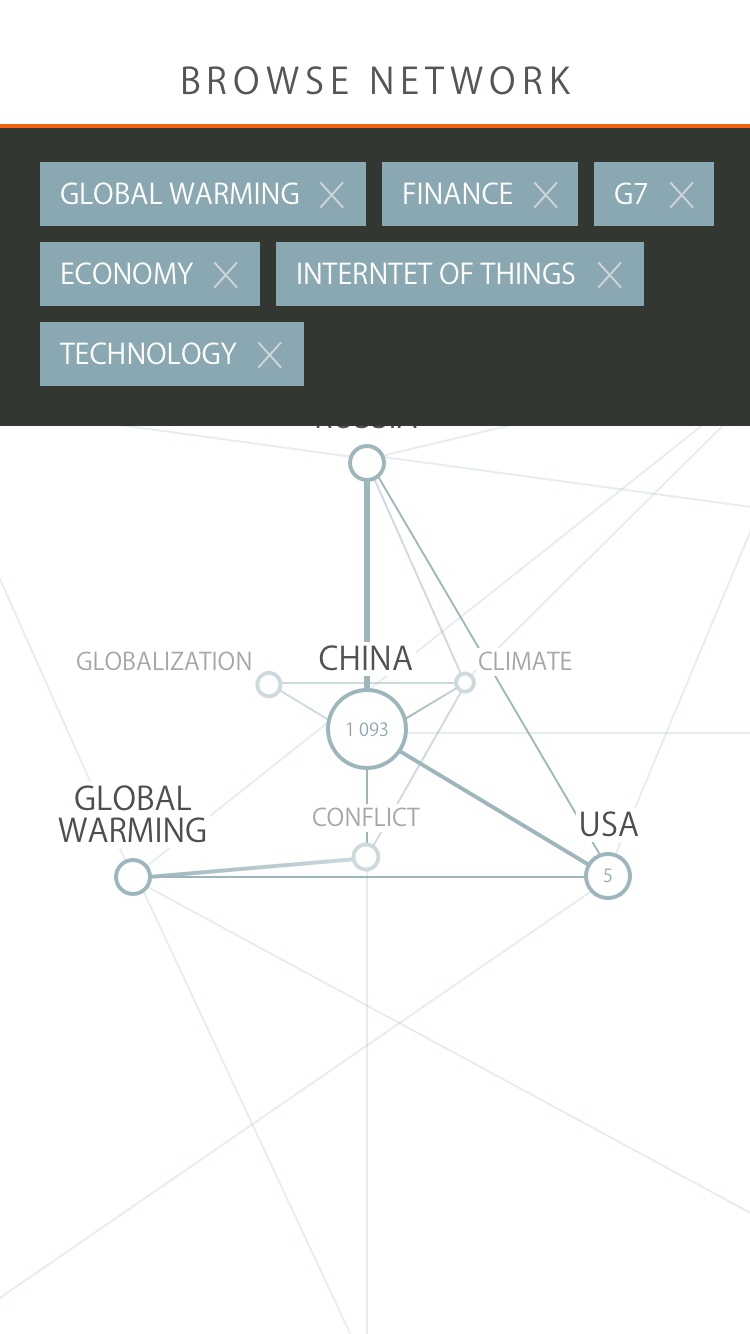 BROWSE NETWORK
GLOBAL WARMING
FINANCE
G7
ECONOMY
INTERNTET OF THINGS
TECHNOLOGY
RUSSIA
GLOBALIZATION
CHINA
CLIMATE
1 093
GLOBAL
WARMING
CONFLICT
USA
5